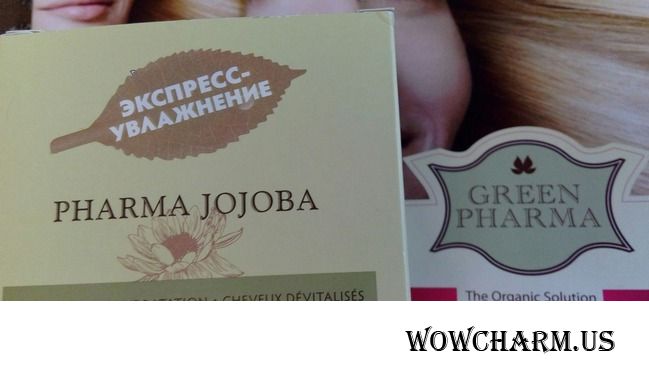 ЭКСПРЕСС-
УВЛАЖНЕНИЕ
PHARMA JOJOBA
CHEVEUX DÉVITALISÉS
GREEN
PHARMA
The Organic Solution
WOWCHARM.US